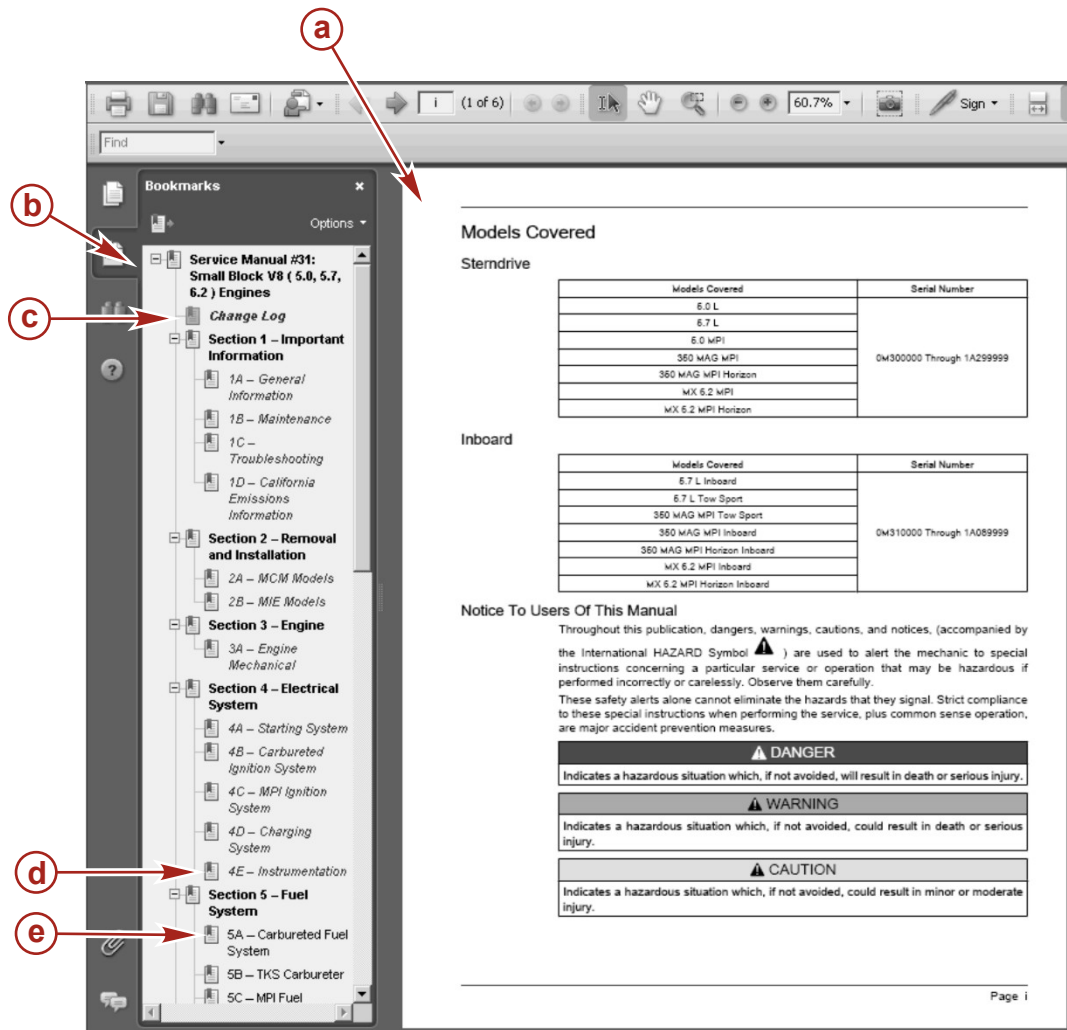 a
i (1 of 6) 60.7% Sign
Find
b
c
d
e
Bookmarks
Options
Service Manual #31:
Small Block V8 ( 5.0, 5.7,
6.2 ) Engines
Change Log
Section 1 – Important
Information
1A – General
Information
1B – Maintenance
1C –
Troubleshooting
1D – California
Emissions
Information
Section 2 – Removal
and Installation
2A – MCM Models
2B – MIE Models
Section 3 – Engine
3A – Engine
Mechanical
Section 4 – Electrical
System
4A – Starting System
4B – Carbureted
Ignition System
4C – MPI Ignition
System
4D – Charging
System
4E – Instrumentation
Section 5 – Fuel
System
5A – Carbureted Fuel
System
5B – TKS Carbureter
5C – MPI Fuel
Models Covered
Sterndrive
Models Covered Serial Number
5.0 L
5.7 L
5.0 MPI
350 MAG MPI 0M300000 Through 1A299999
350 MAG MPI Horizon
MX 6.2 MPI
MX 6.2 MPI Horizon
Inboard
Models Covered Serial Number
5.7 L Inboard
5.7 L Tow Sport
350 MAG MPI Tow Sport
350 MAG MPI Inboard 0M310000 Through 1A089999
350 MAG MPI Horizon Inboard
MX 6.2 MPI Inboard
MX 6.2 MPI Horizon Inboard
Notice To Users Of This Manual
Throughout this publication, dangers, warnings, cautions, and notices, (accompanied by
the International HAZARD Symbol ) are used to alert the mechanic to special
instructions concerning a particular service or operation that may be hazardous if
performed incorrectly or carelessly. Observe them carefully.
These safety alerts alone cannot eliminate the hazards that they signal. Strict compliance
to these special instructions when performing the service, plus common sense operation,
are major accident prevention measures.
DANGER
Indicates a hazardous situation which, if not avoided, will result in death or serious injury.
WARNING
Indicates a hazardous situation which, if not avoided, could result in death or serious
injury.
CAUTION
Indicates a hazardous situation which, if not avoided, could result in minor or moderate
injury.
Page i